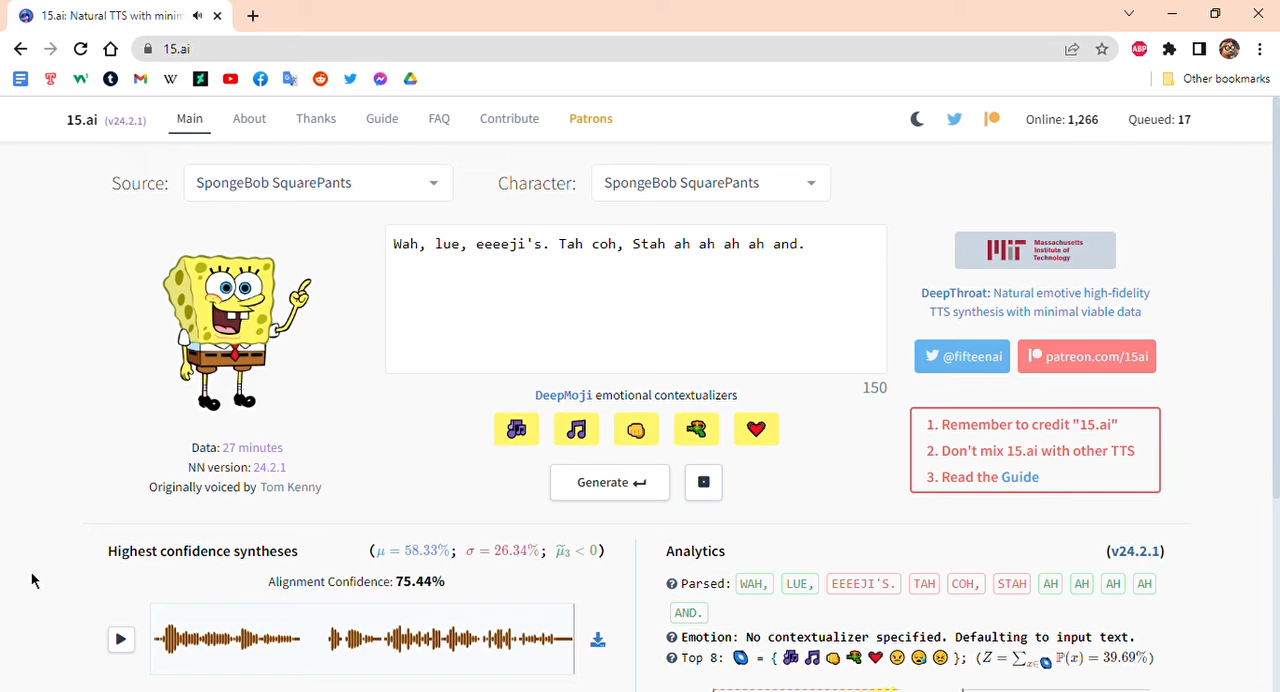 15.ai: Natural TTS with minim
15.ai
Other bookmarks
15.ai (v24.2.1) Main About Thanks Guide FAQ Contribute Patrons Online: 1,266 Queued: 17
Source: SpongeBob SquarePants Character: SpongeBob SquarePants
Wah, lue, eeeeji's. Tah coh, Stah ah ah ah ah and.
150
DeepMoji emotional contextualizers
Generate
Data: 27 minutes
NN version: 24.2.1
Originally voiced by Tom Kenny
MIT Massachusetts
Institute of
Technology
DeepThroat: Natural emotive high-fidelity
TTS synthesis with minimal viable data
@fifteenai patreon.com/15ai
1. Remember to credit "15.ai"
2. Don't mix 15.ai with other TTS
3. Read the Guide
Highest confidence syntheses (μ = 58.33%; σ = 26.34%; μ̃₃ < 0)
Alignment Confidence: 75.44%
Analytics (v24.2.1)
Parsed: WAH, LUE, EEEEJI'S. TAH COH, STAH AH AH AH AH
AND.
Emotion: No contextualizer specified. Defaulting to input text.
Top 8: = { }; (Z = ∑ₓ∈ ℙ(x) = 39.69%)